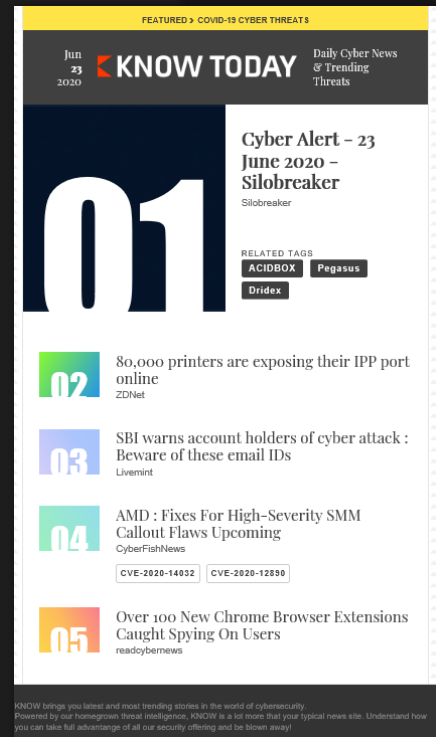 FEATURED › COVID-19 CYBER THREATS
Jun
23
2020
KNOW TODAY
Daily Cyber News
& Trending
Threats
01
Cyber Alert – 23
June 2020 –
Silobreaker
Silobreaker
RELATED TAGS
ACIDBOX Pegasus
Dridex
02
80,000 printers are exposing their IPP port
online
ZDNet
03
SBI warns account holders of cyber attack :
Beware of these email IDs
Livemint
04
AMD : Fixes For High-Severity SMM
Callout Flaws Upcoming
CyberFishNews
CVE-2020-14032 CVE-2020-12890
05
Over 100 New Chrome Browser Extensions
Caught Spying On Users
readcybernews
KNOW brings you latest and most trending stories in the world of cybersecurity.
Powered by our homegrown threat intelligence, KNOW is a lot more that your typical news site. Understand how
you can take full advantange of all our security offering and be blown away!